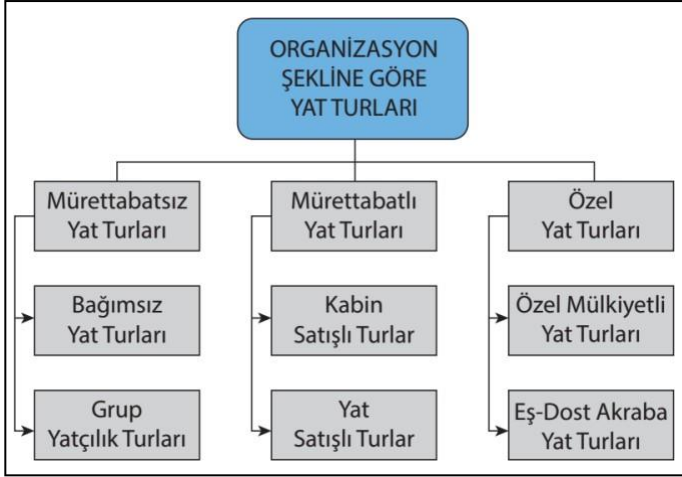 ORGANİZASYON
ŞEKLİNE GÖRE
YAT TURLARI
Mürettabatsız
Yat Turları
Mürettabatlı
Yat Turları
Özel
Yat Turları
Bağımsız
Yat Turları
Kabin
Satışlı Turlar
Özel Mülkiyetli
Yat Turları
Grup
Yatçılık Turları
Yat
Satışlı Turlar
Eş-Dost Akraba
Yat Turları